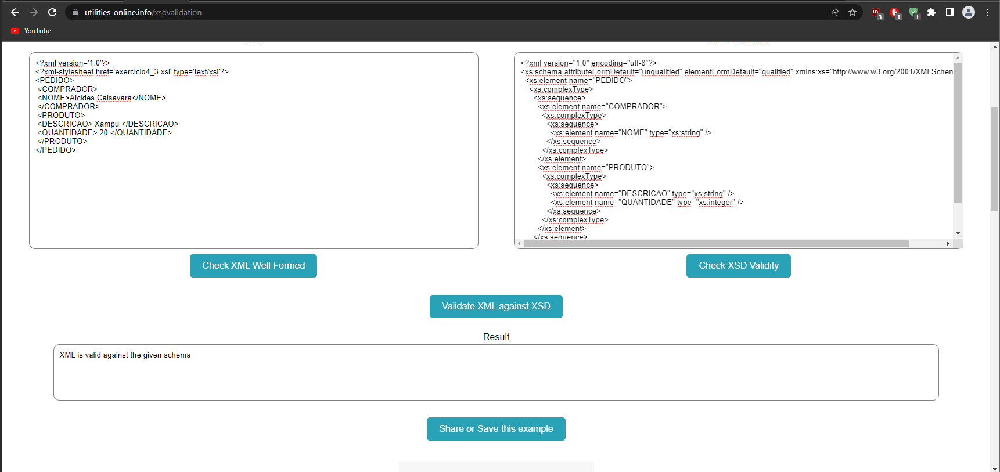 utilities-online.info/xsdvalidation
3
1
1
YouTube
<?xml version='1.0'?>
<?xml-stylesheet href='exercicio4_3.xsl' type='text/xsl'?>
<PEDIDO>
<COMPRADOR>
<NOME>Alcides Calsavara</NOME>
</COMPRADOR>
<PRODUTO>
<DESCRICAO> Xampu </DESCRICAO>
<QUANTIDADE> 20 </QUANTIDADE>
</PRODUTO>
</PEDIDO>
<?xml version="1.0" encoding="utf-8"?>
<xs:schema attributeFormDefault="unqualified" elementFormDefault="qualified" xmlns:xs="http://www.w3.org/2001/XMLSchem
<xs:element name="PEDIDO">
<xs:complexType>
<xs:sequence>
<xs:element name="COMPRADOR">
<xs:complexType>
<xs:sequence>
<xs:element name="NOME" type="xs:string" />
</xs:sequence>
</xs:complexType>
</xs:element>
<xs:element name="PRODUTO">
<xs:complexType>
<xs:sequence>
<xs:element name="DESCRICAO" type="xs:string" />
<xs:element name="QUANTIDADE" type="xs:integer" />
</xs:sequence>
</xs:complexType>
</xs:element>
</xs:sequence>
Check XML Well Formed
Check XSD Validity
Validate XML against XSD
Result
XML is valid against the given schema
Share or Save this example